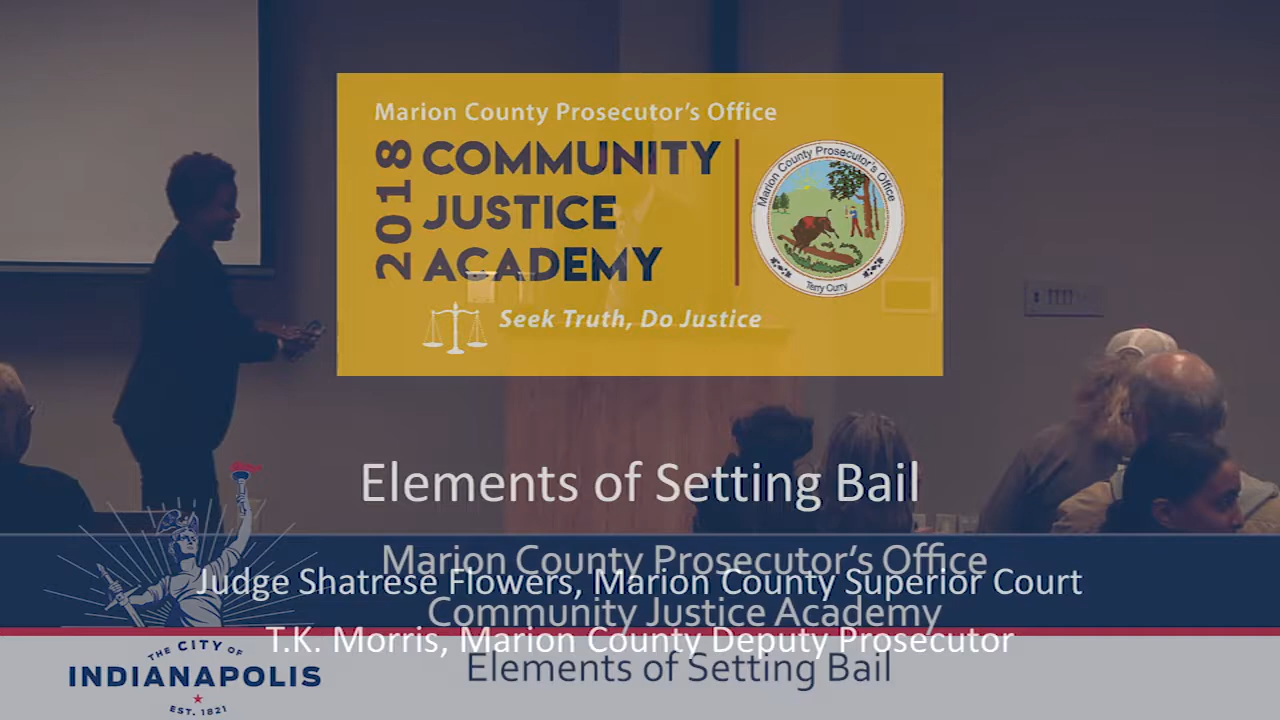 Marion County Prosecutor's Office
2018
COMMUNITY
JUSTICE
ACADEMY
Marion County Prosecutor's Office
Terry Curry
Seek Truth, Do Justice
Elements of Setting Bail
Marion County Prosecutor's Office
Judge Shatrese Flowers, Marion County Superior Court
Community Justice Academy
T.K. Morris, Marion County Deputy Prosecutor
Elements of Setting Bail
THE CITY OF
INDIANAPOLIS
EST. 1821